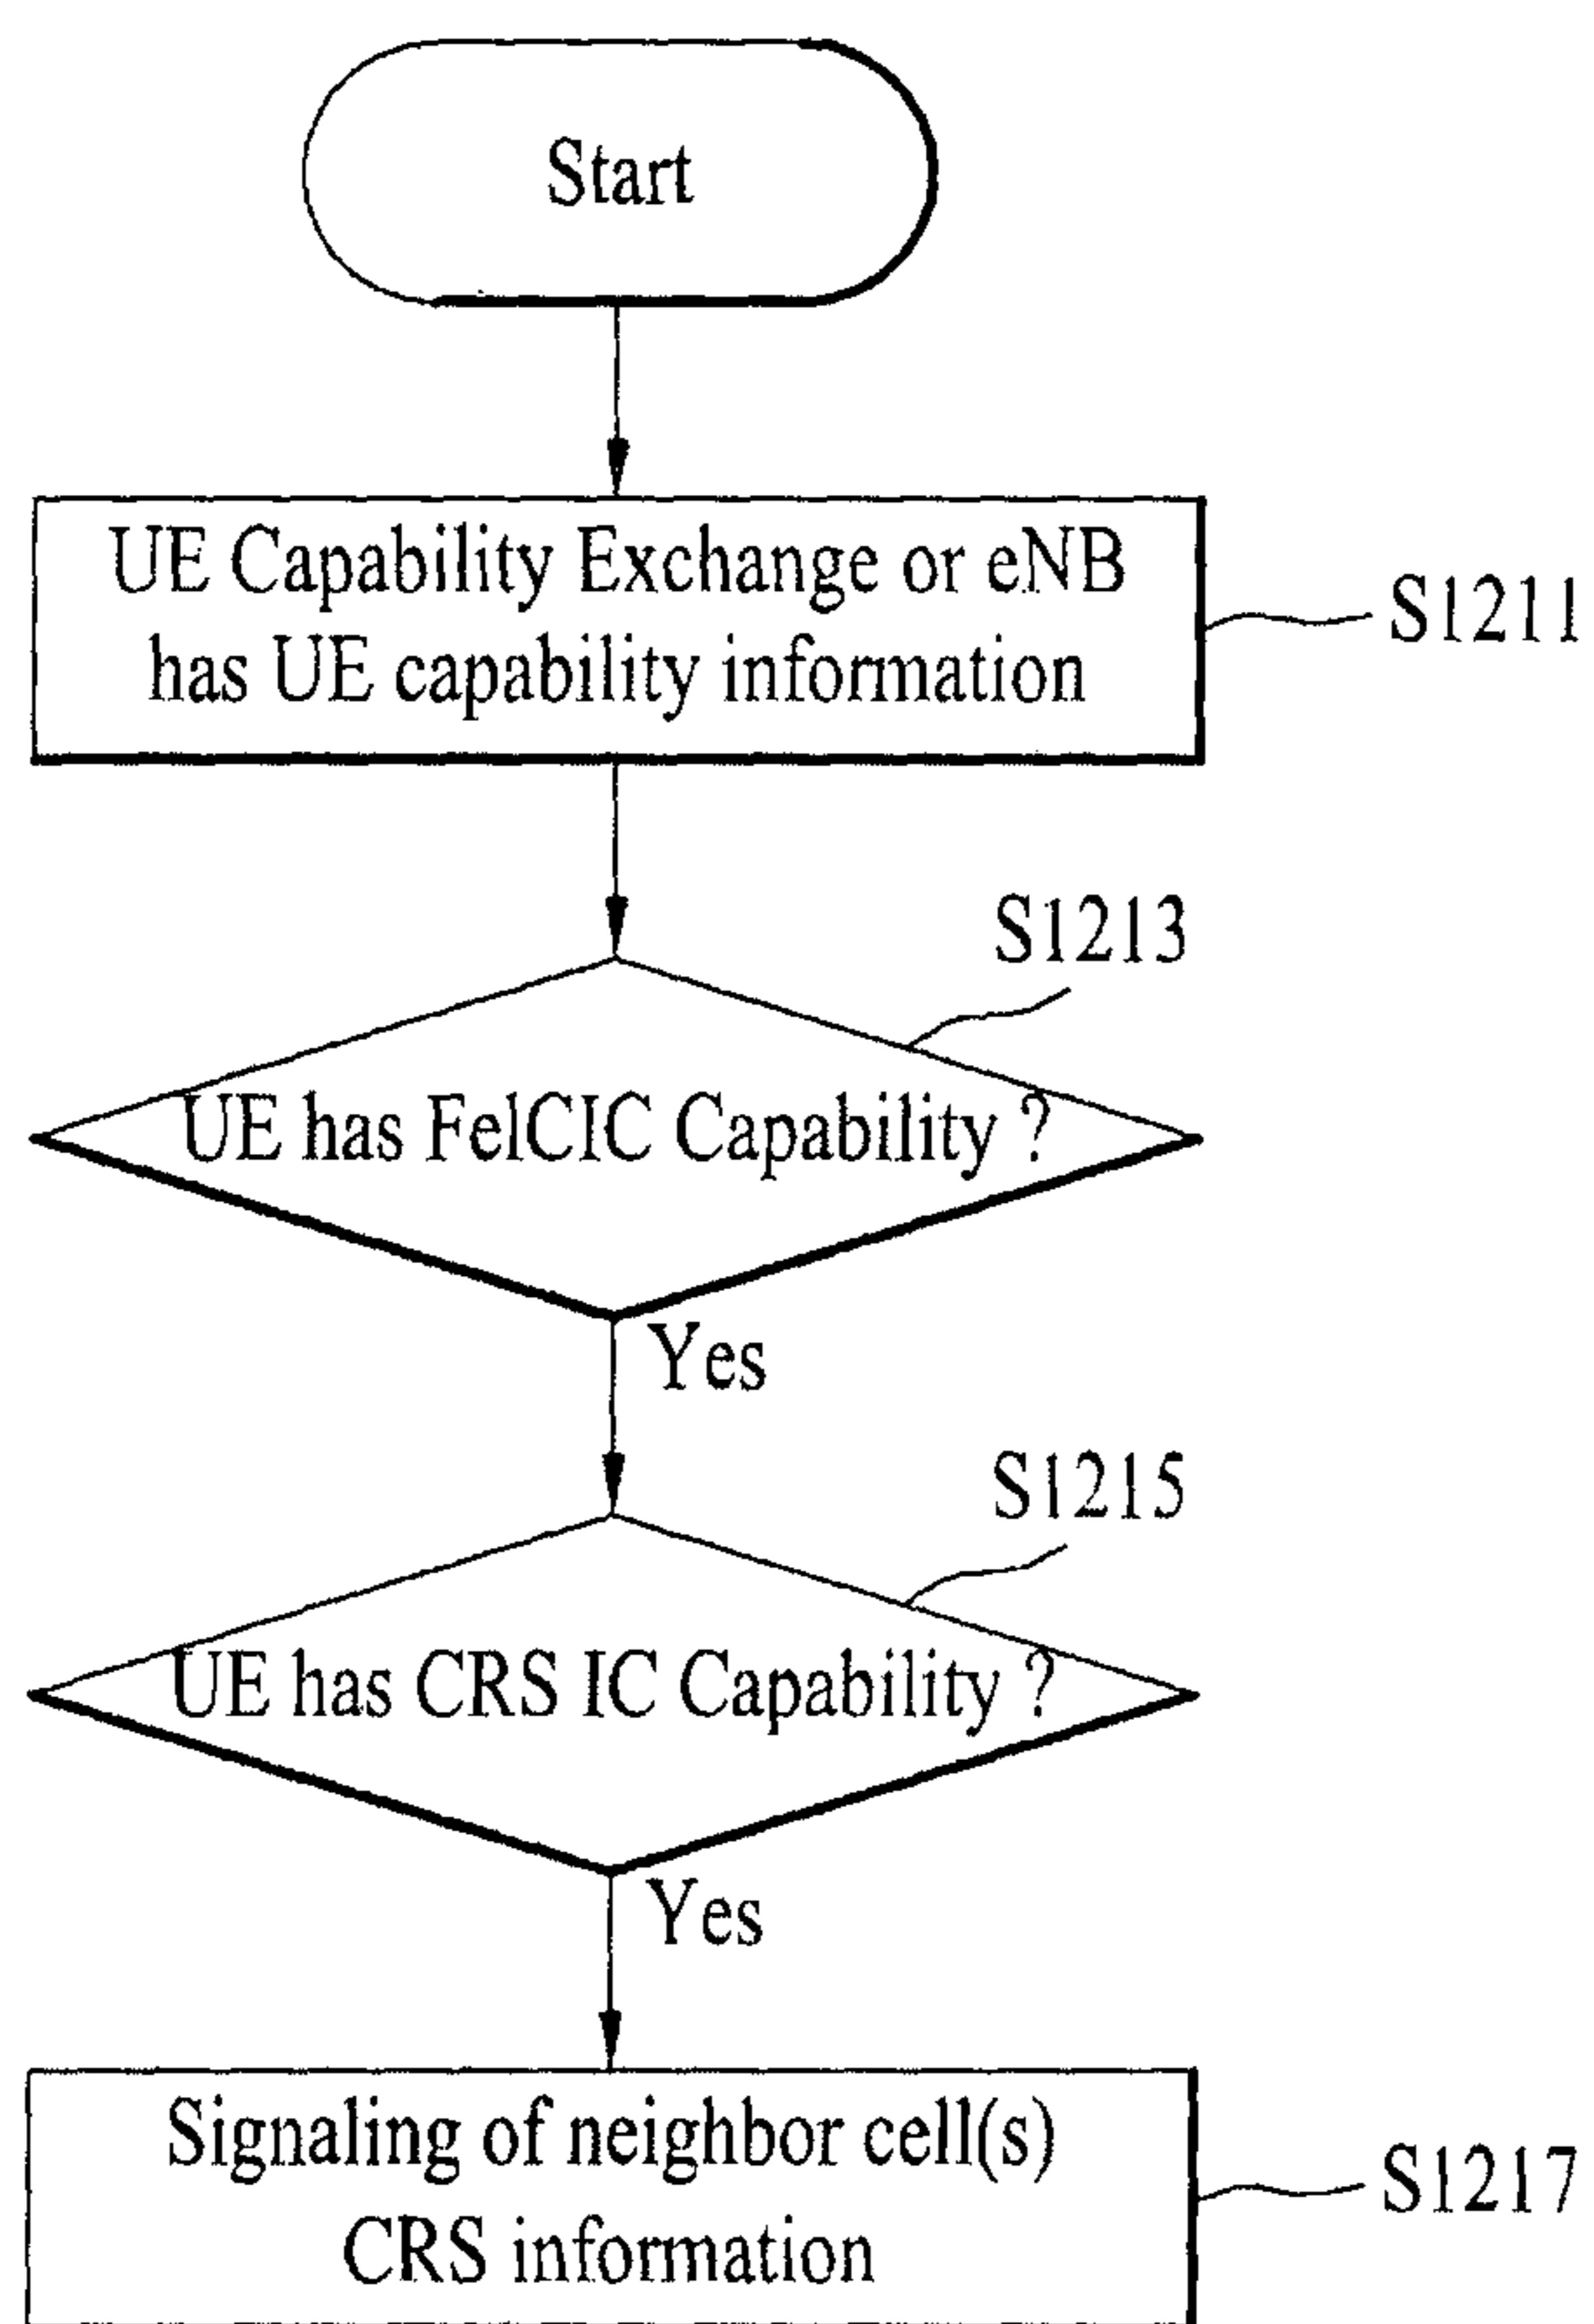 Start
UE Capability Exchange or eNB
has UE capability information
S1211
S1213
UE has FelCIC Capability ?
Yes
S1215
UE has CRS IC Capability ?
Yes
Signaling of neighbor cell(s)
CRS information
S1217